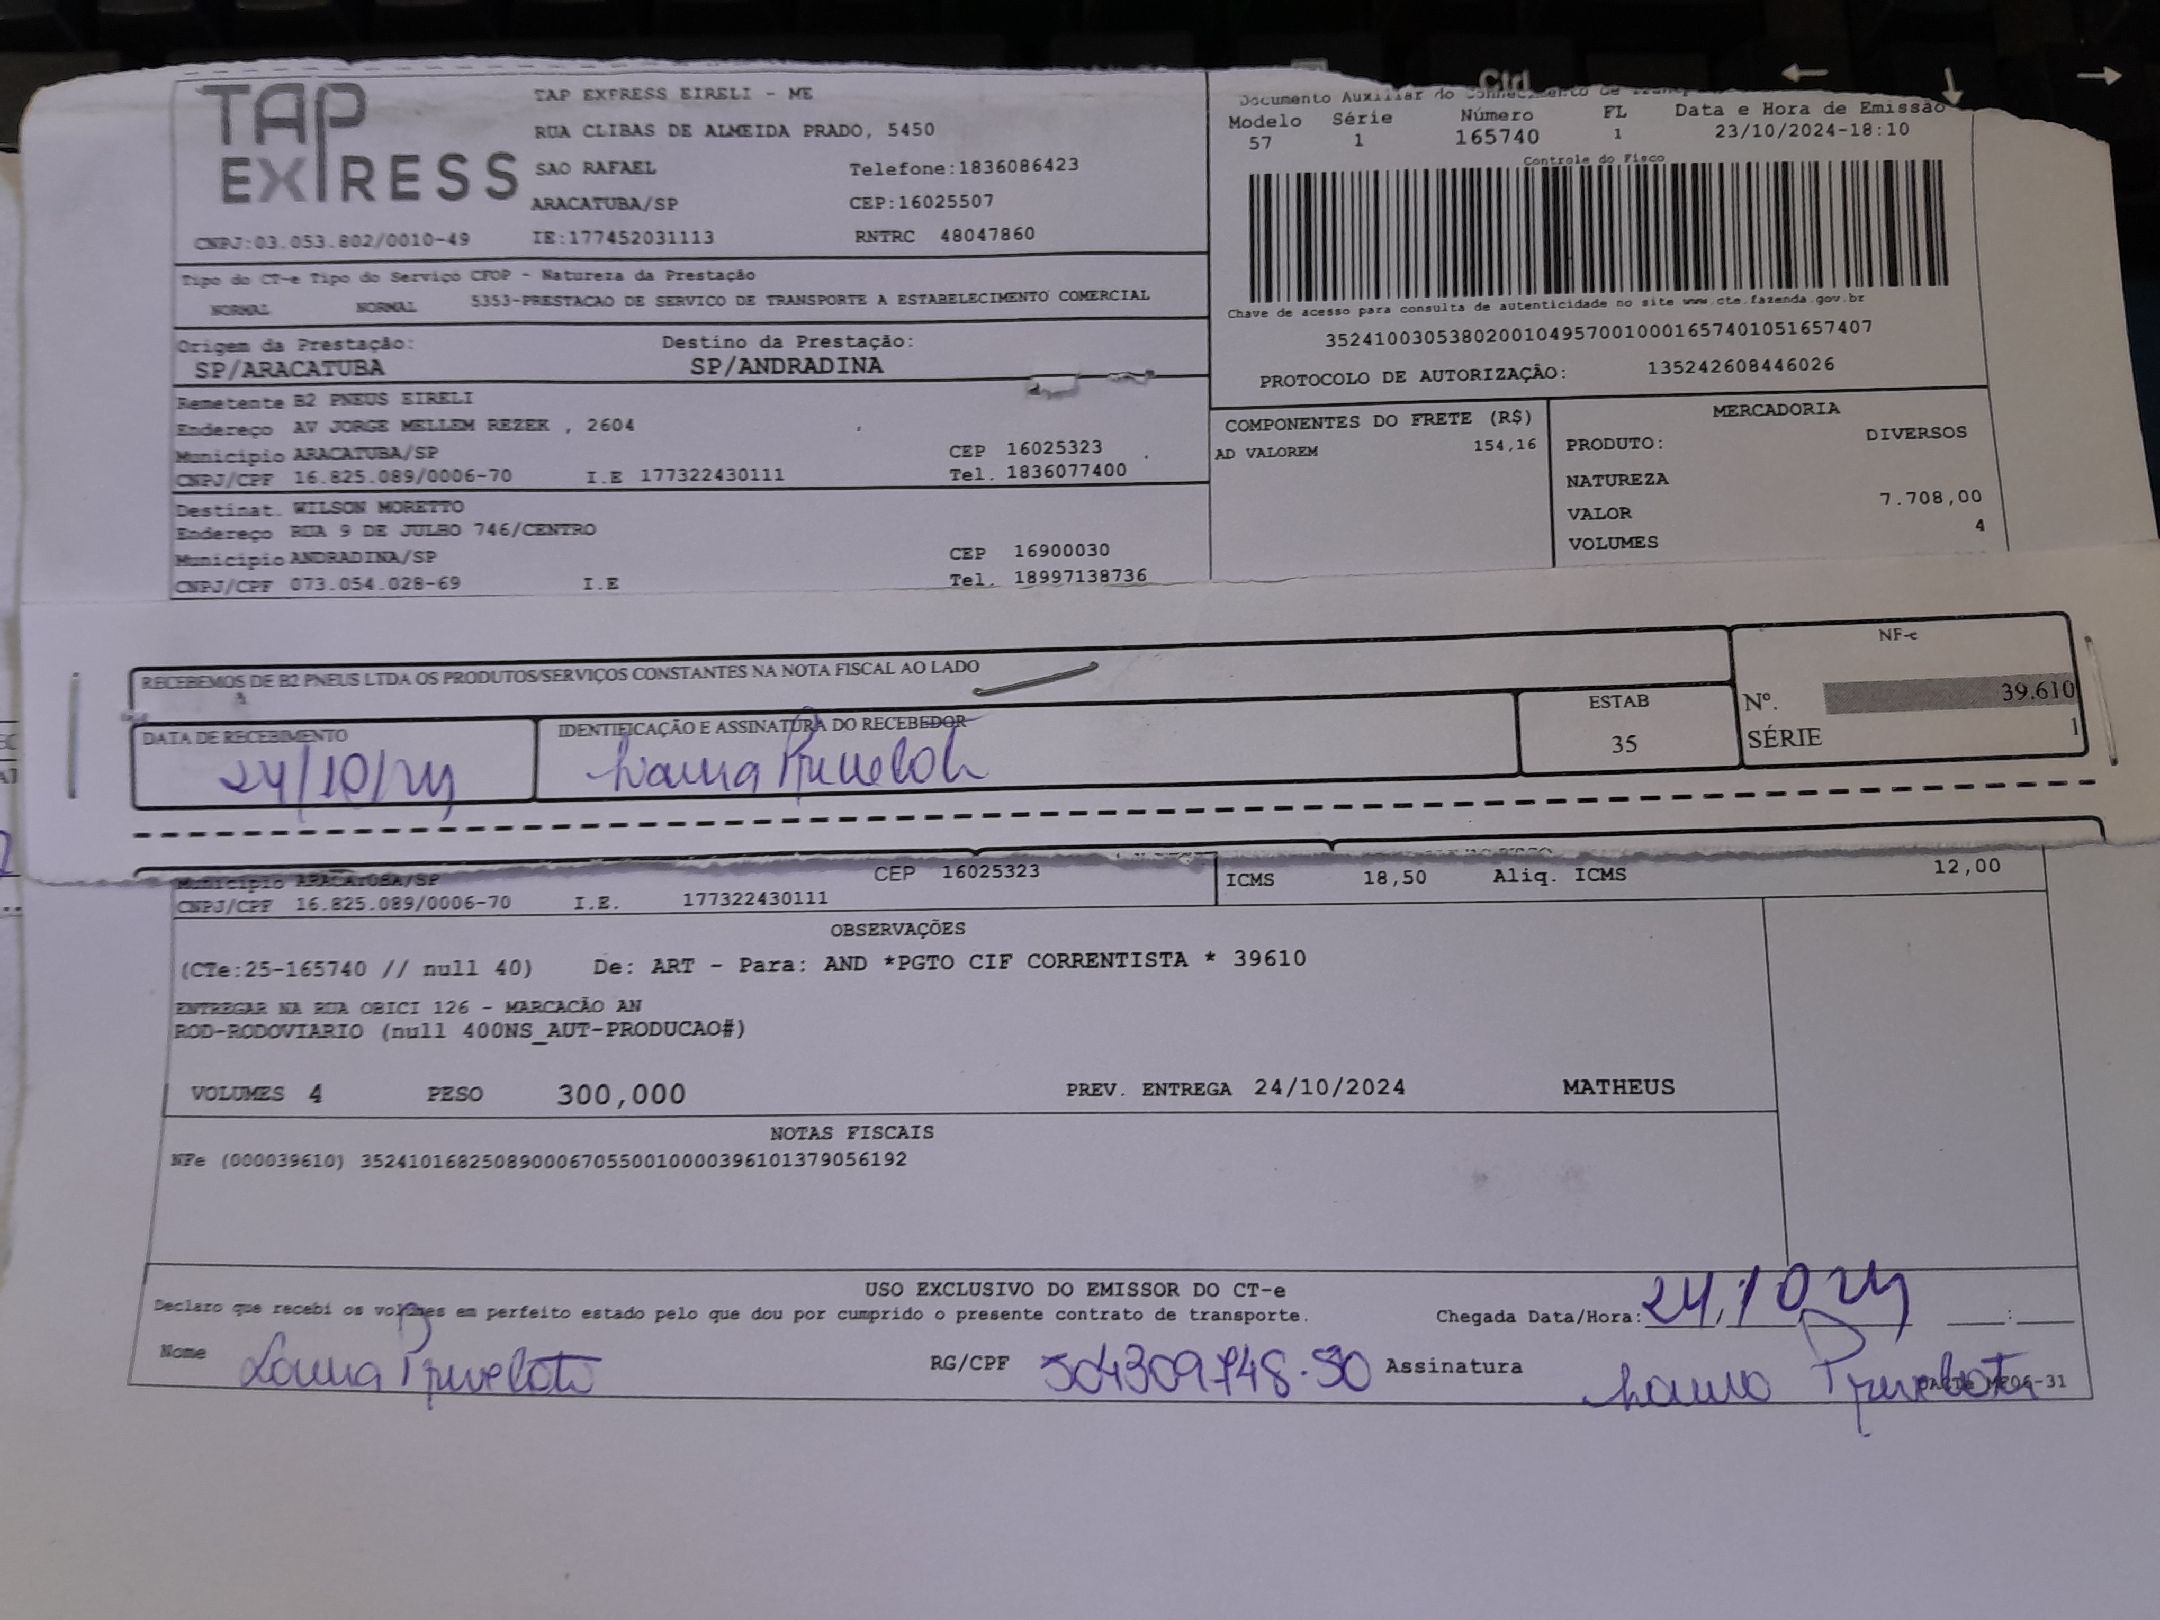 TAP EXPRESS
TAP EXPRESS EIRELI - ME
RUA CLIBAS DE ALMEIDA PRADO, 5450
SAO RAFAEL Telefone:1836086423
ARACATUBA/SP CEP:16025507
CNPJ:03.053.802/0010-49 IE:177452031113 RNTRC 48047860
Documento Auxiliar do
Modelo Série Número FL Data e Hora de Emissão
57 1 165740 1 23/10/2024-18:10
Controle do Fisco
Chave de acesso para consulta de autenticidade no site www.cte.fazenda.gov.br
35241003053802001049570010001657401051657407
PROTOCOLO DE AUTORIZAÇÃO: 135242608446026
Tipo do CT-e Tipo do Serviço CFOP - Natureza da Prestação
NORMAL NORMAL 5353-PRESTACAO DE SERVICO DE TRANSPORTE A ESTABELECIMENTO COMERCIAL
Origem da Prestação: Destino da Prestação:
SP/ARACATUBA SP/ANDRADINA
Remetente B2 PNEUS EIRELI
Endereço AV JORGE MELLEM REZEK , 2604
Municipio ARACATUBA/SP CEP 16025323
CNPJ/CPF 16.825.089/0006-70 I.E 177322430111 Tel. 1836077400
Destinat. WILSON MORETTO
Endereço RUA 9 DE JULHO 746/CENTRO
Municipio ANDRADINA/SP CEP 16900030
CNPJ/CPF 073.054.028-69 I.E Tel. 18997138736
COMPONENTES DO FRETE (R$)
AD VALOREM 154,16
MERCADORIA
PRODUTO: DIVERSOS
NATUREZA
VALOR 7.708,00
VOLUMES 4
RECEBEMOS DE B2 PNEUS LTDA OS PRODUTOS/SERVIÇOS CONSTANTES NA NOTA FISCAL AO LADO
NF-e
Nº. 39.610
SÉRIE 1
DATA DE RECEBIMENTO IDENTIFICAÇÃO E ASSINATURA DO RECEBEDOR ESTAB
24/10/24 35
Municipio ARACATUBA/SP CEP 16025323
CNPJ/CPF 16.825.089/0006-70 I.E. 177322430111
ICMS 18,50 Aliq. ICMS 12,00
OBSERVAÇÕES
(CTe:25-165740 // null 40) De: ART - Para: AND *PGTO CIF CORRENTISTA * 39610
ENTREGAR NA RUA OBICI 126 - MARCACÃO AN
ROD-RODOVIARIO (null 400NS_AUT-PRODUCAO#)
VOLUMES 4 PESO 300,000 PREV. ENTREGA 24/10/2024 MATHEUS
NOTAS FISCAIS
NFe (000039610) 35241016825089000670550010000396101379056192
USO EXCLUSIVO DO EMISSOR DO CT-e
Declaro que recebi os volumes em perfeito estado pelo que dou por cumprido o presente contrato de transporte. Chegada Data/Hora: 24/10 24 :
Nome RG/CPF 504309748-50 Assinatura